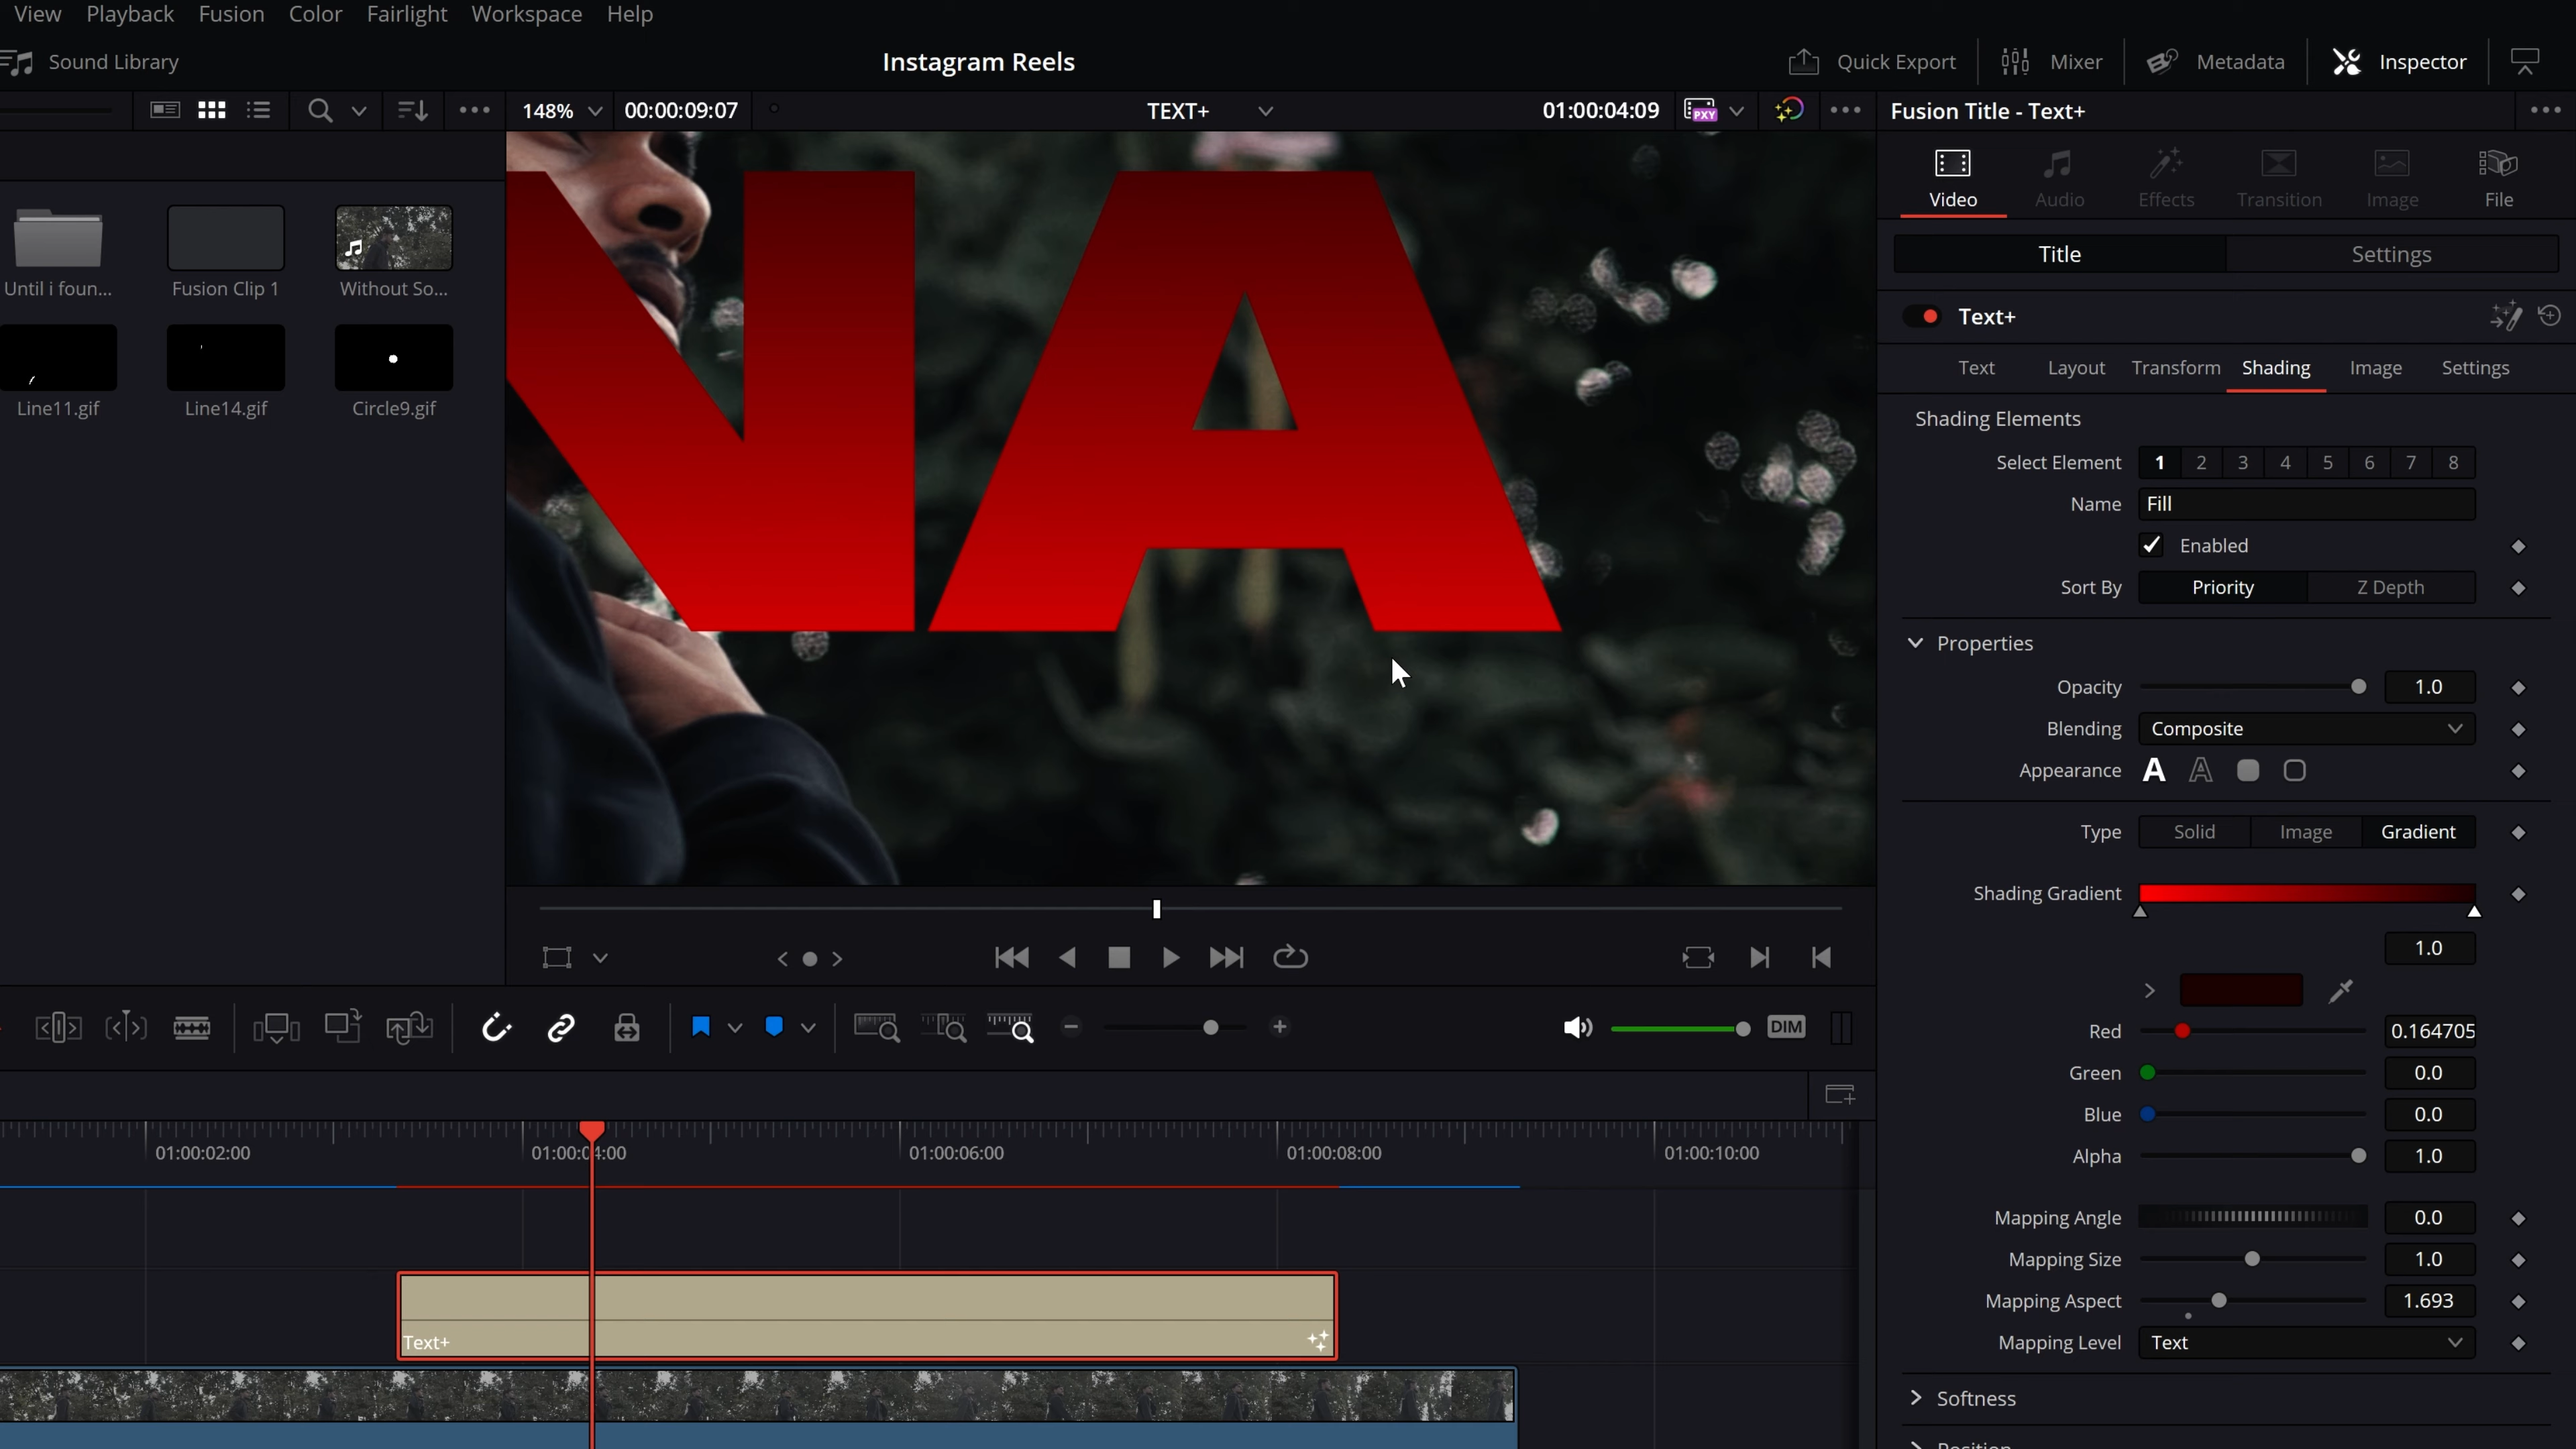 View Playback Fusion Color Fairlight Workspace Help
Sound Library Instagram Reels Quick Export Mixer Metadata Inspector
148% 00:00:09:07 TEXT+ 01:00:04:09 PXY Fusion Title - Text+
Video Audio Effects Transition Image File
Title Settings
Until i foun... Fusion Clip 1 Without So...
Line11.gif Line14.gif Circle9.gif
NA
Text+
Text Layout Transform Shading Image Settings
Shading Elements
Select Element 1 2 3 4 5 6 7 8
Name Fill
Enabled
Sort By Priority Z Depth
Properties
Opacity 1.0
Blending Composite
Appearance A A
Type Solid Image Gradient
Shading Gradient
1.0
Red 0.164705
Green 0.0
Blue 0.0
Alpha 1.0
Mapping Angle 0.0
Mapping Size 1.0
Mapping Aspect 1.693
Mapping Level Text
Softness
Position
DIM
01:00:02:00 01:00:04:00 01:00:06:00 01:00:08:00 01:00:10:00
Text+